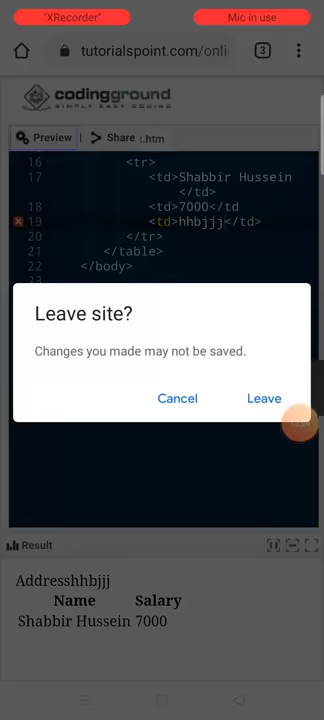 "XRecorder"
Mic in use
tutorialspoint.com/onli
3
codingground
SIMPLY EASY CODING
Preview
Share
:.htm
16 <tr>
17 <td>Shabbir Hussein
</td>
18 <td>7000</td
19 <td>hhbjjj</td>
20 </tr>
21 </table>
22 </body>
23
Leave site?
Changes you made may not be saved.
Cancel
Leave
Result
Addresshhbjjj
Name Salary
Shabbir Hussein 7000